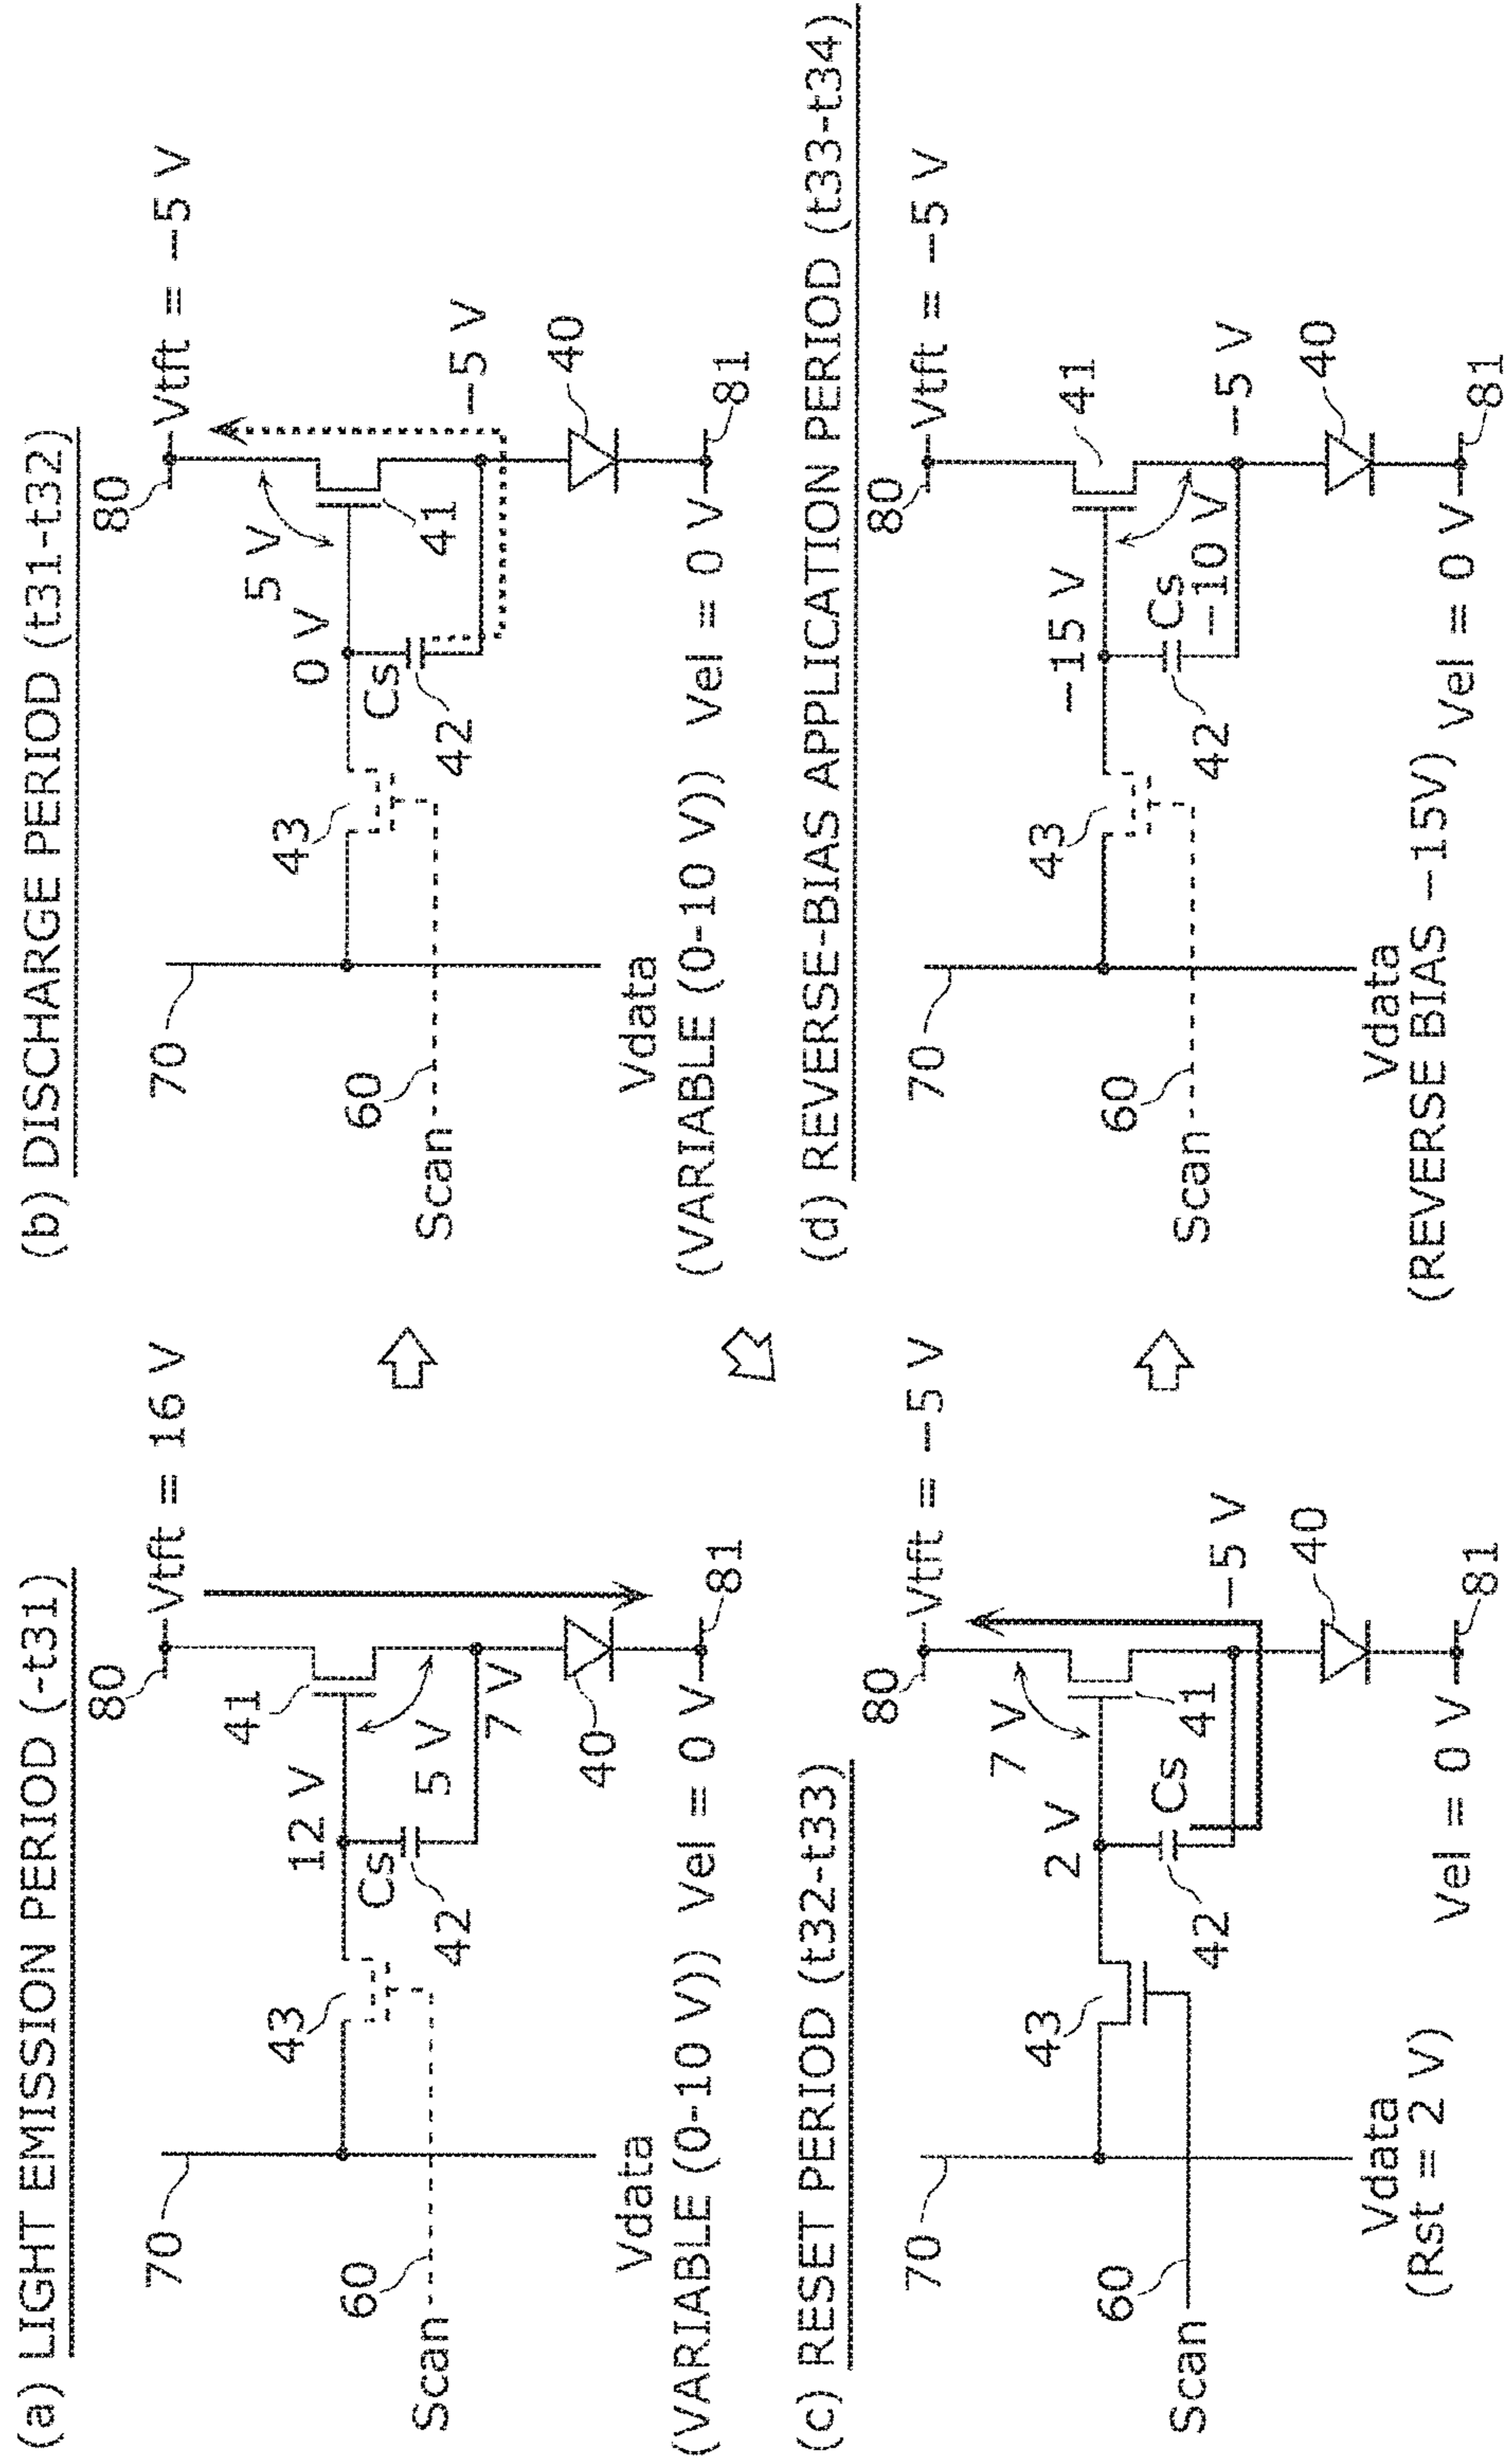 (a) LIGHT EMISSION PERIOD (-t31)
80
Vtft = 16 V
41
12 V
5 V
7 V
Cs
42
43
40
70
60
Scan
81
Vdata
(VARIABLE (0-10 V))
Vel = 0 V
(b) DISCHARGE PERIOD (t31-t32)
80
Vtft = −5 V
5 V
0 V
41
−5 V
Cs
42
43
40
70
60
Scan
81
Vdata
(VARIABLE (0-10 V))
Vel = 0 V
(c) RESET PERIOD (t32-t33)
80
Vtft = −5 V
7 V
2 V
41
−5 V
Cs
42
43
40
70
60
Scan
81
Vdata
(Rst = 2 V)
Vel = 0 V
(d) REVERSE-BIAS APPLICATION PERIOD (t33-t34)
80
Vtft = −5 V
41
−15 V
−10 V
−5 V
Cs
42
43
40
70
60
Scan
81
Vdata
(REVERSE BIAS −15V)
Vel = 0 V